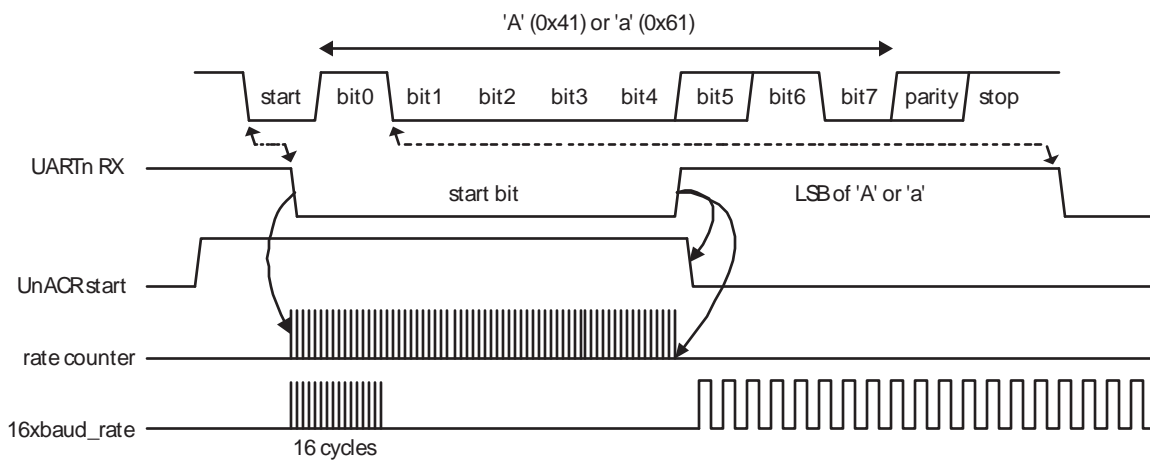 'A' (0x41) or 'a' (0x61)
start bit0 bit1 bit2 bit3 bit4 bit5 bit6 bit7 parity stop
UARTn RX
start bit
LSB of 'A' or 'a'
UnACR start
rate counter
16xbaud_rate
16 cycles